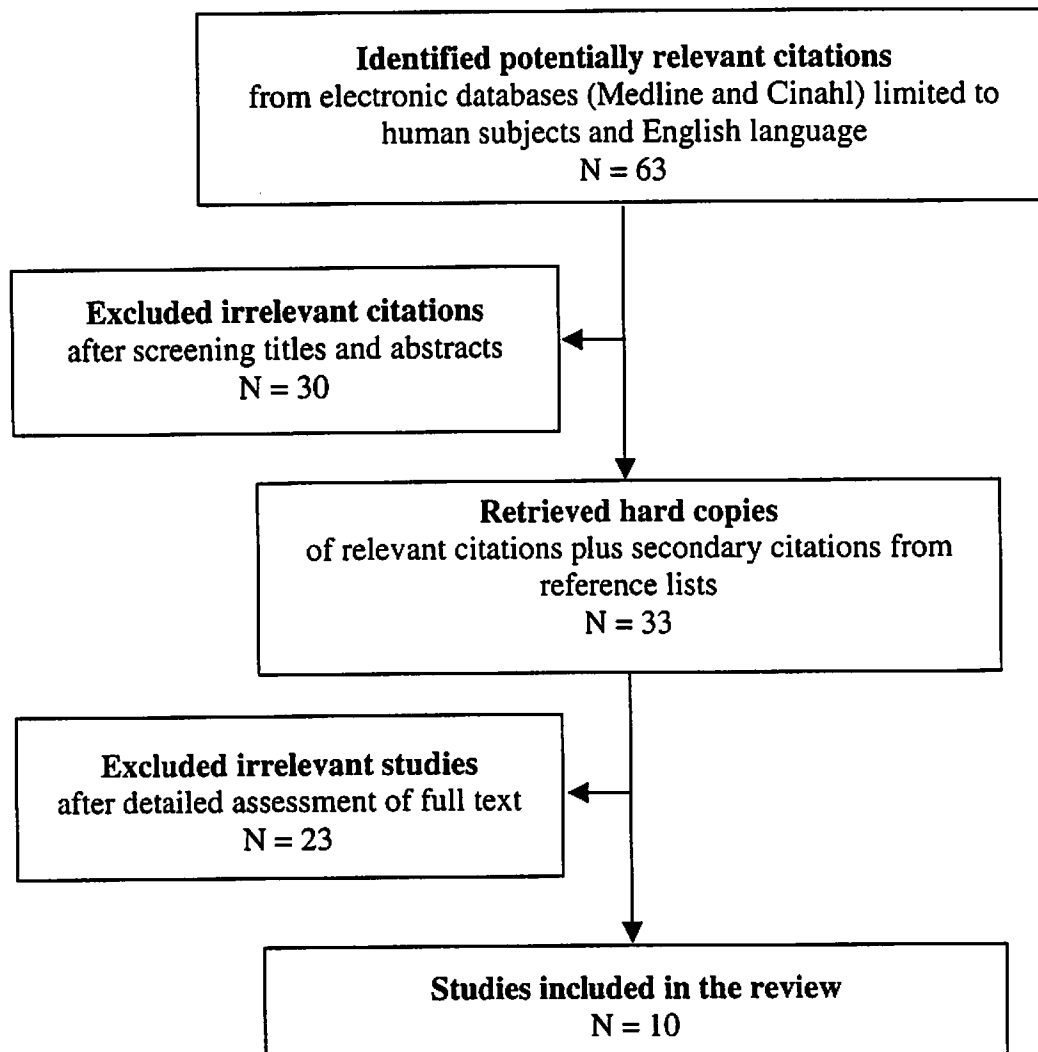 Identified potentially relevant citations
from electronic databases (Medline and Cinahl) limited to
human subjects and English language
N = 63
Excluded irrelevant citations
after screening titles and abstracts
N = 30
Retrieved hard copies
of relevant citations plus secondary citations from
reference lists
N = 33
Excluded irrelevant studies
after detailed assessment of full text
N = 23
Studies included in the review
N = 10